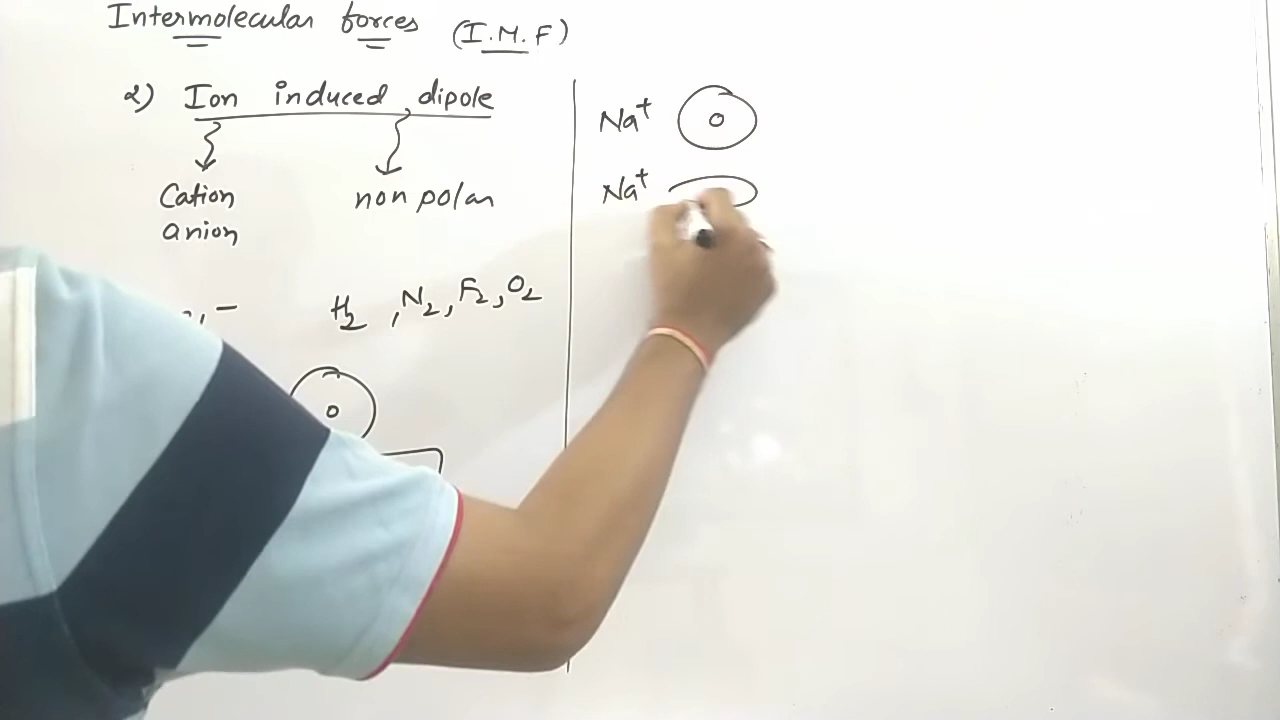 Intermolecular forces (I.M.F)
2) Ion induced dipole
Cation
anion
non polar
, −
H₂, N₂, F₂, O₂
Na⁺
Na⁺